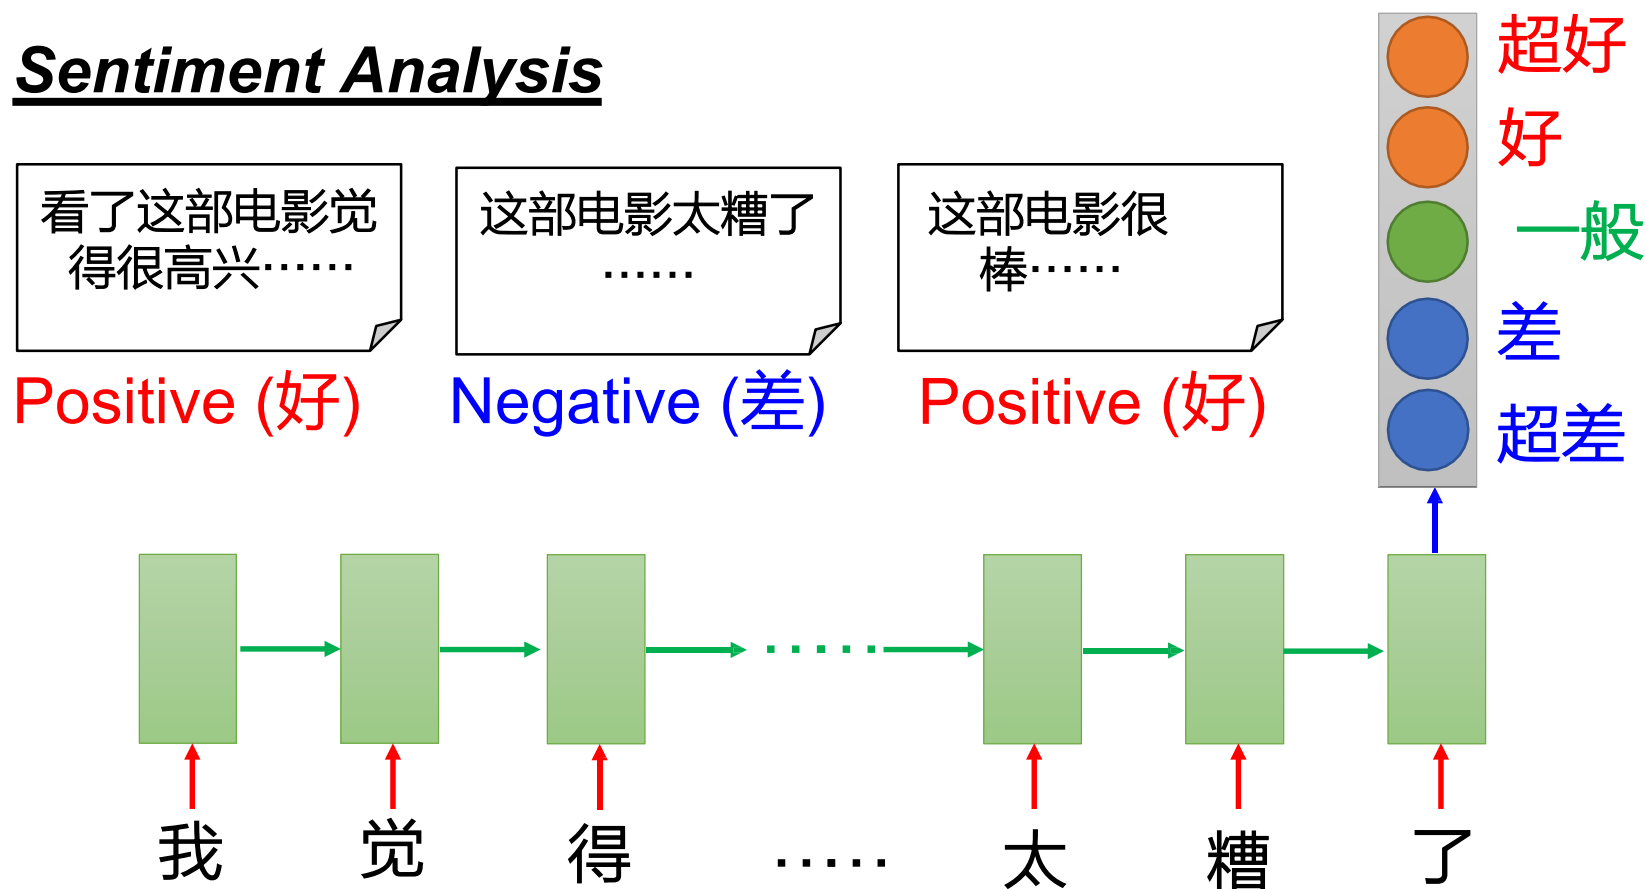 Sentiment Analysis
看了这部电影觉
得很高兴······
Positive (好)
这部电影太糟了
······
Negative (差)
这部电影很
棒······
Positive (好)
超好
好
一般
差
超差
我 觉 得 ····· 太 糟 了